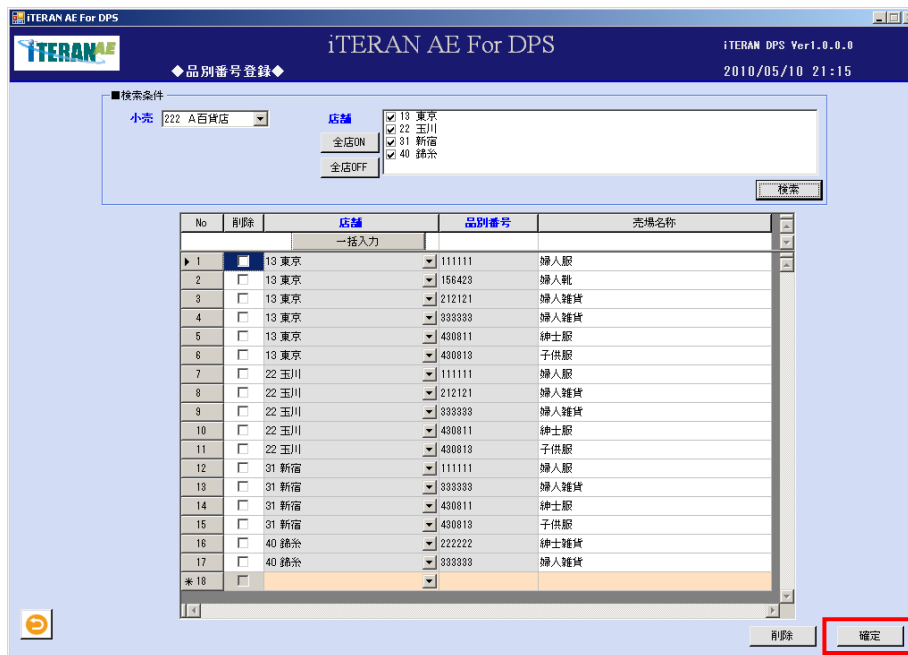 iTERAN AE For DPS
iTERAN AE
iTERAN AE For DPS
iTERAN DPS Ver1.0.0.0
◆品別番号登録◆
2010/05/10 21:15
■検索条件
小売 222 A百貨店
店舗
13 東京
22 玉川
31 新宿
40 錦糸
全店ON
全店OFF
検索
No 削除 店舗 品別番号 売場名称
一括入力
1 13 東京 111111 婦人服
2 13 東京 156423 婦人靴
3 13 東京 212121 婦人雑貨
4 13 東京 333333 婦人雑貨
5 13 東京 430811 紳士服
6 13 東京 430813 子供服
7 22 玉川 111111 婦人服
8 22 玉川 212121 婦人雑貨
9 22 玉川 333333 婦人雑貨
10 22 玉川 430811 紳士服
11 22 玉川 430813 子供服
12 31 新宿 111111 婦人服
13 31 新宿 333333 婦人雑貨
14 31 新宿 430811 紳士服
15 31 新宿 430813 子供服
16 40 錦糸 222222 紳士雑貨
17 40 錦糸 333333 婦人雑貨
* 18
削除 確定